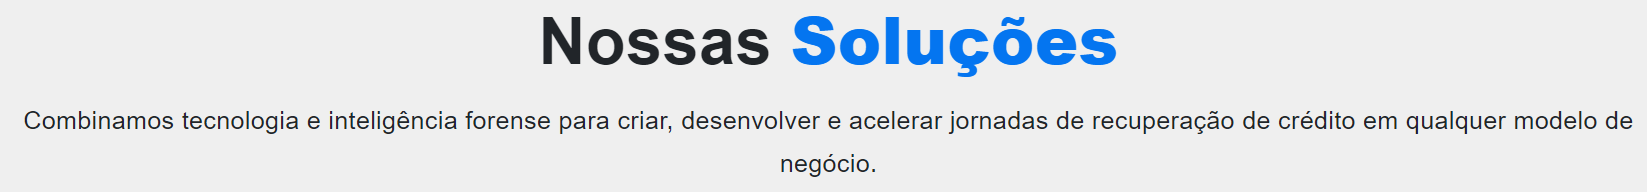 Nossas Soluções
Combinamos tecnologia e inteligência forense para criar, desenvolver e acelerar jornadas de recuperação de crédito em qualquer modelo de
negócio.